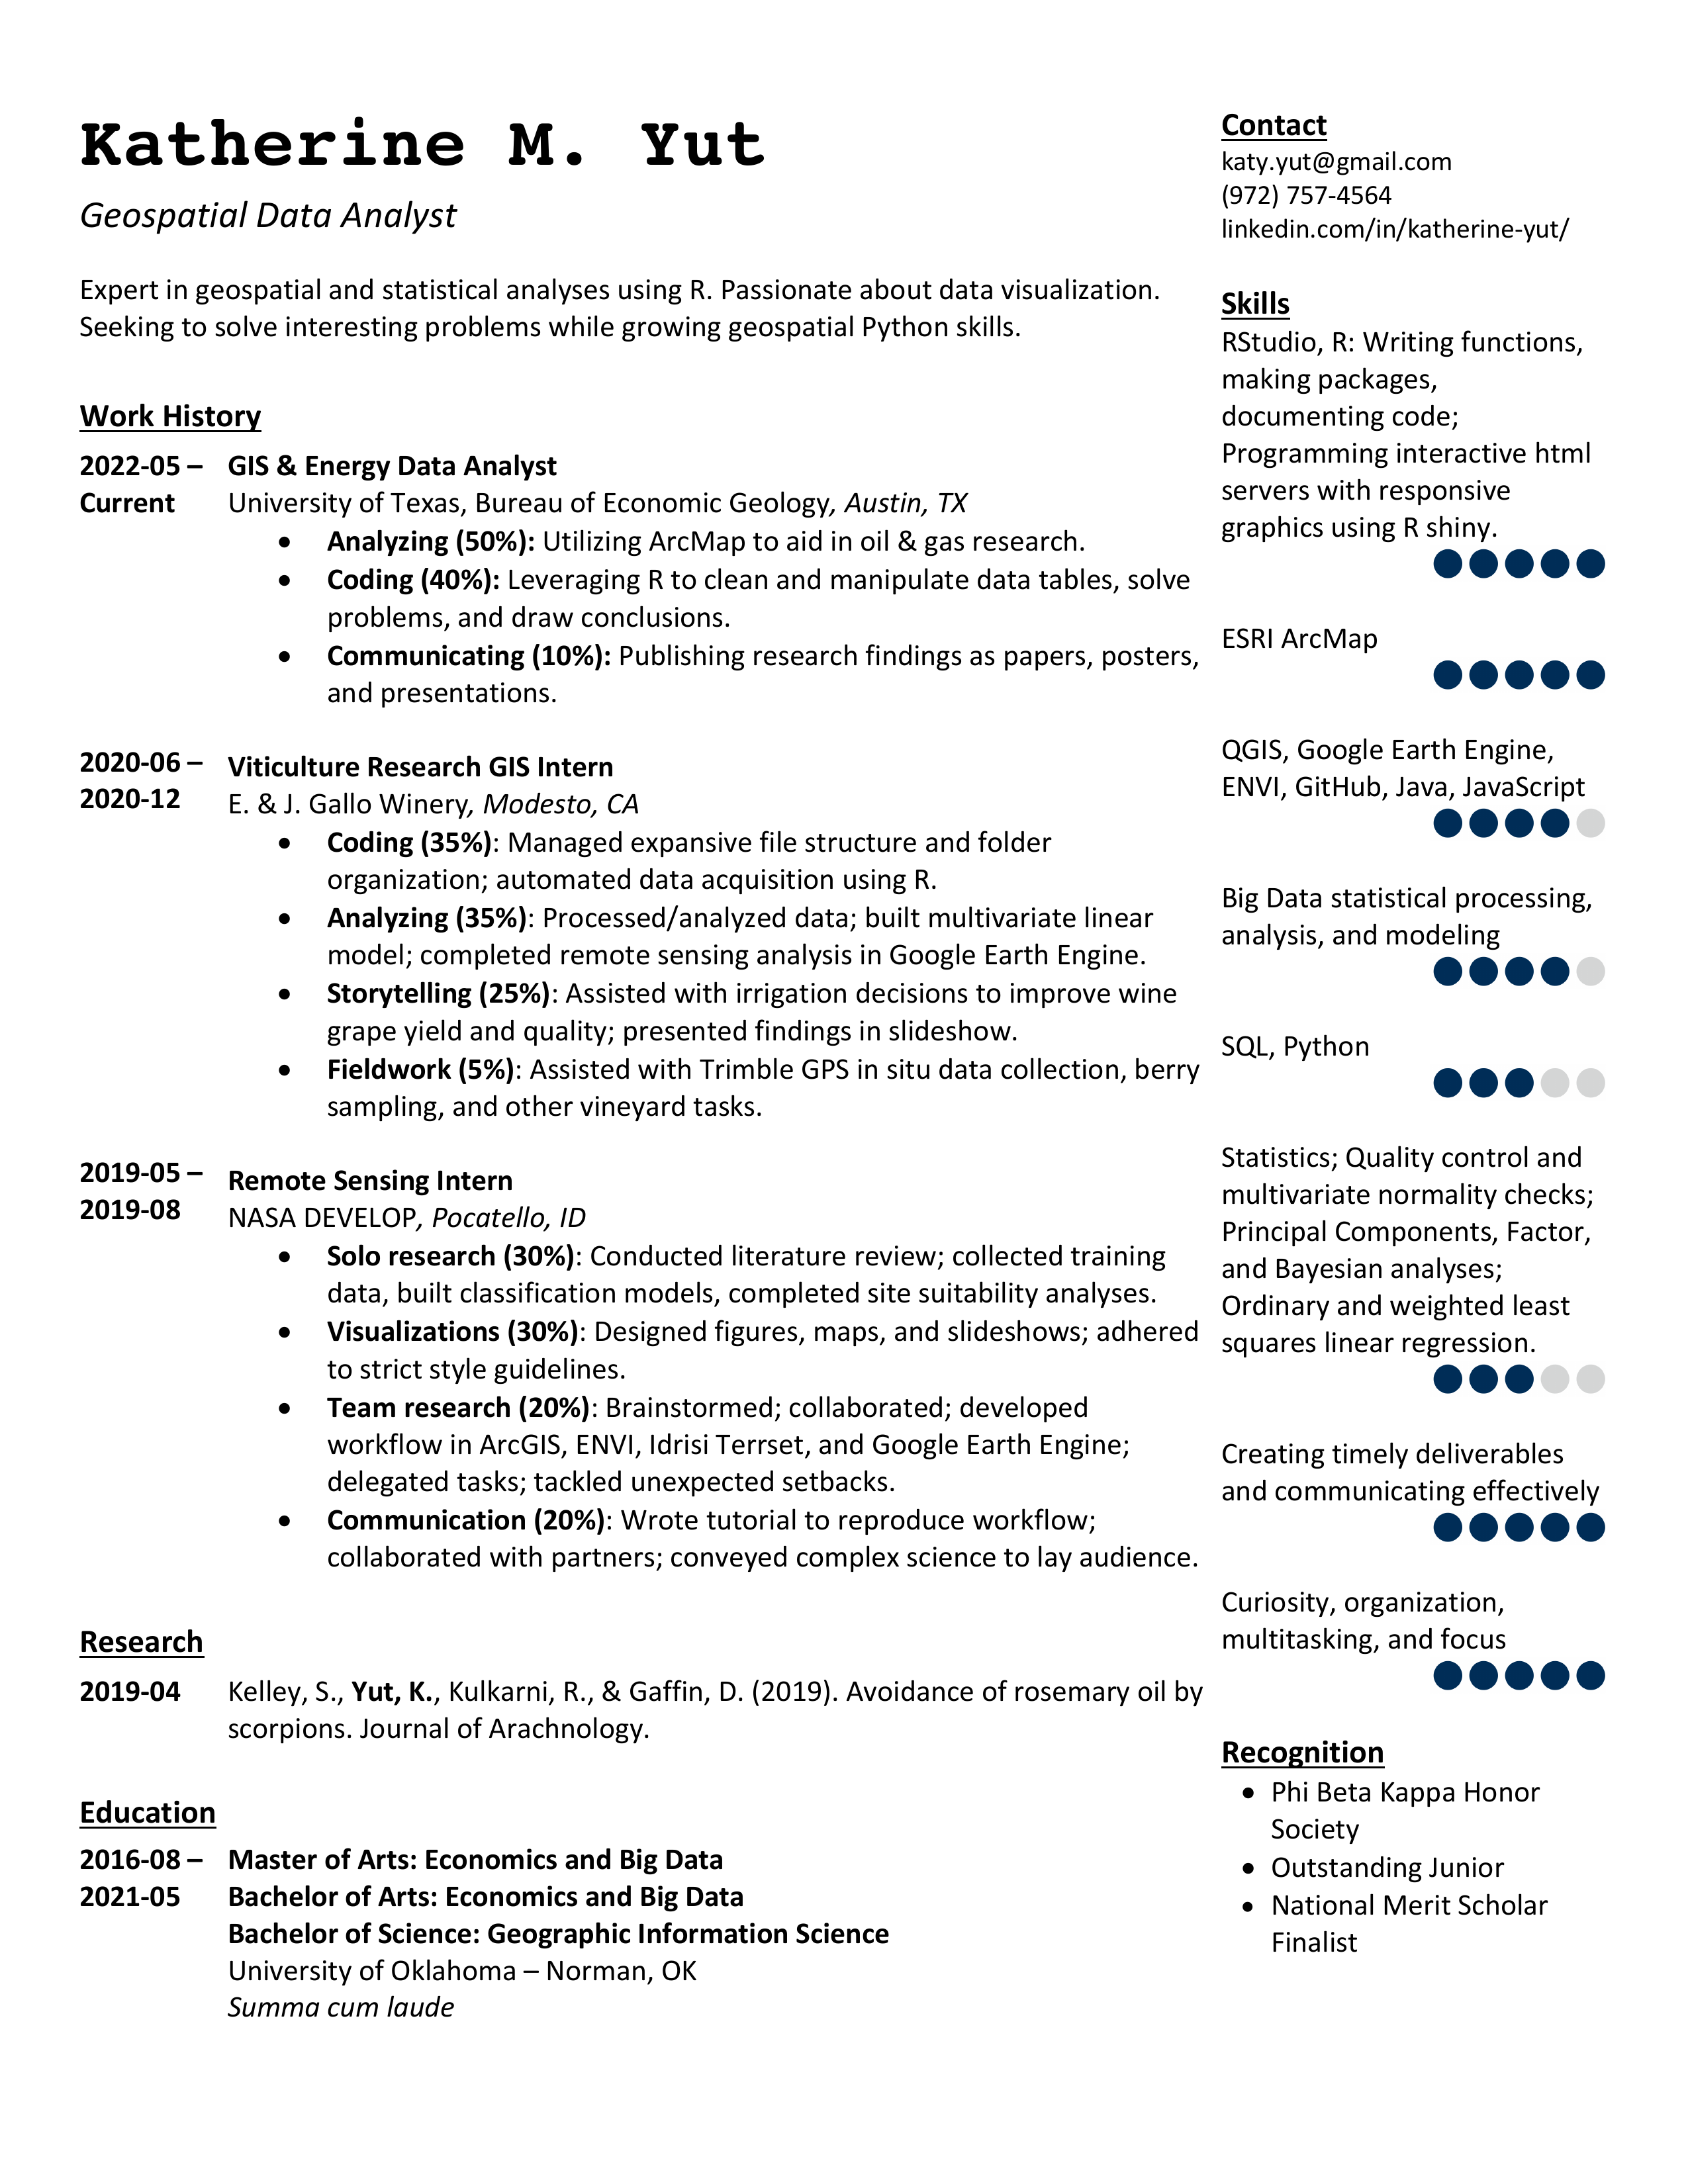 Katherine M. Yut
Geospatial Data Analyst
Expert in geospatial and statistical analyses using R. Passionate about data visualization.
Seeking to solve interesting problems while growing geospatial Python skills.
Work History
2022-05 – GIS & Energy Data Analyst
Current University of Texas, Bureau of Economic Geology, Austin, TX
• Analyzing (50%): Utilizing ArcMap to aid in oil & gas research.
• Coding (40%): Leveraging R to clean and manipulate data tables, solve
problems, and draw conclusions.
• Communicating (10%): Publishing research findings as papers, posters,
and presentations.
2020-06 – Viticulture Research GIS Intern
2020-12 E. & J. Gallo Winery, Modesto, CA
• Coding (35%): Managed expansive file structure and folder
organization; automated data acquisition using R.
• Analyzing (35%): Processed/analyzed data; built multivariate linear
model; completed remote sensing analysis in Google Earth Engine.
• Storytelling (25%): Assisted with irrigation decisions to improve wine
grape yield and quality; presented findings in slideshow.
• Fieldwork (5%): Assisted with Trimble GPS in situ data collection, berry
sampling, and other vineyard tasks.
2019-05 – Remote Sensing Intern
2019-08 NASA DEVELOP, Pocatello, ID
• Solo research (30%): Conducted literature review; collected training
data, built classification models, completed site suitability analyses.
• Visualizations (30%): Designed figures, maps, and slideshows; adhered
to strict style guidelines.
• Team research (20%): Brainstormed; collaborated; developed
workflow in ArcGIS, ENVI, Idrisi Terrset, and Google Earth Engine;
delegated tasks; tackled unexpected setbacks.
• Communication (20%): Wrote tutorial to reproduce workflow;
collaborated with partners; conveyed complex science to lay audience.
Research
2019-04 Kelley, S., Yut, K., Kulkarni, R., & Gaffin, D. (2019). Avoidance of rosemary oil by
scorpions. Journal of Arachnology.
Education
2016-08 – Master of Arts: Economics and Big Data
2021-05 Bachelor of Arts: Economics and Big Data
Bachelor of Science: Geographic Information Science
University of Oklahoma – Norman, OK
Summa cum laude
Contact
katy.yut@gmail.com
(972) 757-4564
linkedin.com/in/katherine-yut/
Skills
RStudio, R: Writing functions,
making packages,
documenting code;
Programming interactive html
servers with responsive
graphics using R shiny.
ESRI ArcMap
QGIS, Google Earth Engine,
ENVI, GitHub, Java, JavaScript
Big Data statistical processing,
analysis, and modeling
SQL, Python
Statistics; Quality control and
multivariate normality checks;
Principal Components, Factor,
and Bayesian analyses;
Ordinary and weighted least
squares linear regression.
Creating timely deliverables
and communicating effectively
Curiosity, organization,
multitasking, and focus
Recognition
• Phi Beta Kappa Honor
Society
• Outstanding Junior
• National Merit Scholar
Finalist